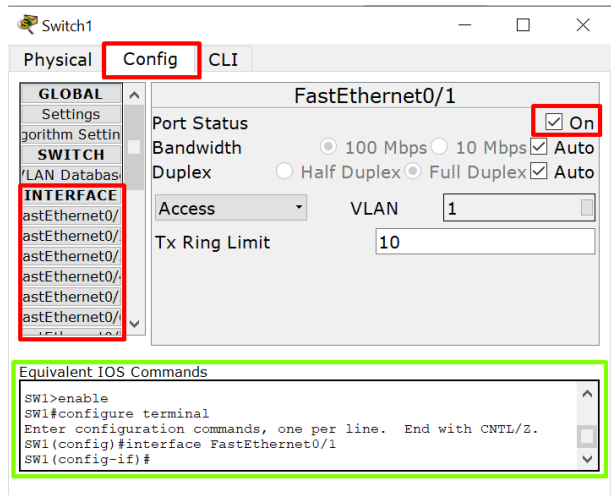 Switch1
Physical Config CLI
GLOBAL
Settings
gorithm Settin
SWITCH
VLAN Databas
INTERFACE
astEthernet0/
astEthernet0/
astEthernet0/
astEthernet0/
astEthernet0/
astEthernet0/
FastEthernet0/1
Port Status On
Bandwidth 100 Mbps 10 Mbps Auto
Duplex Half Duplex Full Duplex Auto
Access VLAN 1
Tx Ring Limit 10
Equivalent IOS Commands
SW1>enable
SW1#configure terminal
Enter configuration commands, one per line. End with CNTL/Z.
SW1(config)#interface FastEthernet0/1
SW1(config-if)#